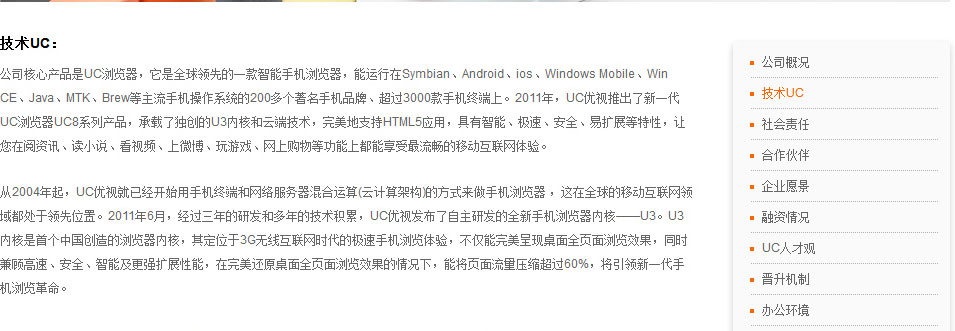 技术UC：
公司核心产品是UC浏览器，它是全球领先的一款智能手机浏览器，能运行在Symbian、Android、ios、Windows Mobile、Win
CE、Java、MTK、Brew等主流手机操作系统的200多个著名手机品牌、超过3000款手机终端上。2011年，UC优视推出了新一代
UC浏览器UC8系列产品，承载了独创的U3内核和云端技术，完美地支持HTML5应用，具有智能、极速、安全、易扩展等特性，让
您在阅资讯、读小说、看视频、上微博、玩游戏、网上购物等功能上都能享受最流畅的移动互联网体验。
从2004年起，UC优视就已经开始用手机终端和网络服务器混合运算(云计算架构)的方式来做手机浏览器 ，这在全球的移动互联网领
域都处于领先位置。2011年6月，经过三年的研发和多年的技术积累，UC优视发布了自主研发的全新手机浏览器内核——U3。U3
内核是首个中国创造的浏览器内核，其定位于3G无线互联网时代的极速手机浏览体验，不仅能完美呈现桌面全页面浏览效果，同时
兼顾高速、安全、智能及更强扩展性能，在完美还原桌面全页面浏览效果的情况下，能将页面流量压缩超过60%，将引领新一代手
机浏览革命。
公司概况
技术UC
社会责任
合作伙伴
企业愿景
融资情况
UC人才观
晋升机制
办公环境